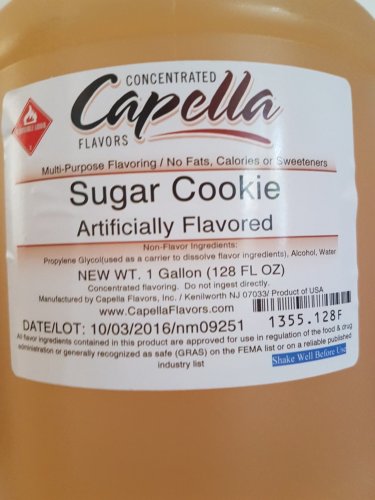 CONCENTRATED
Capella
FLAVORS
Multi-Purpose Flavoring / No Fats, Calories or Sweeteners
Sugar Cookie
Artificially Flavored
Non-Flavor Ingredients:
Propylene Glycol(used as a carrier to dissolve flavor ingredients), Alcohol, Water
NEW WT. 1 Gallon (128 FL OZ)
Concentrated flavoring. Do not ingest directly.
Manufactured by Capella Flavors, Inc. / Kenilworth NJ 07033/ Product of USA
www.CapellaFlavors.com
1355.128F
DATE/LOT: 10/03/2016/nm09251
All flavor ingredients contained in this product are approved for use in regulation of the food & drug
administration or generally recognized as safe (GRAS) on the FEMA list or on a reliable published
industry list
Shake Well Before Use